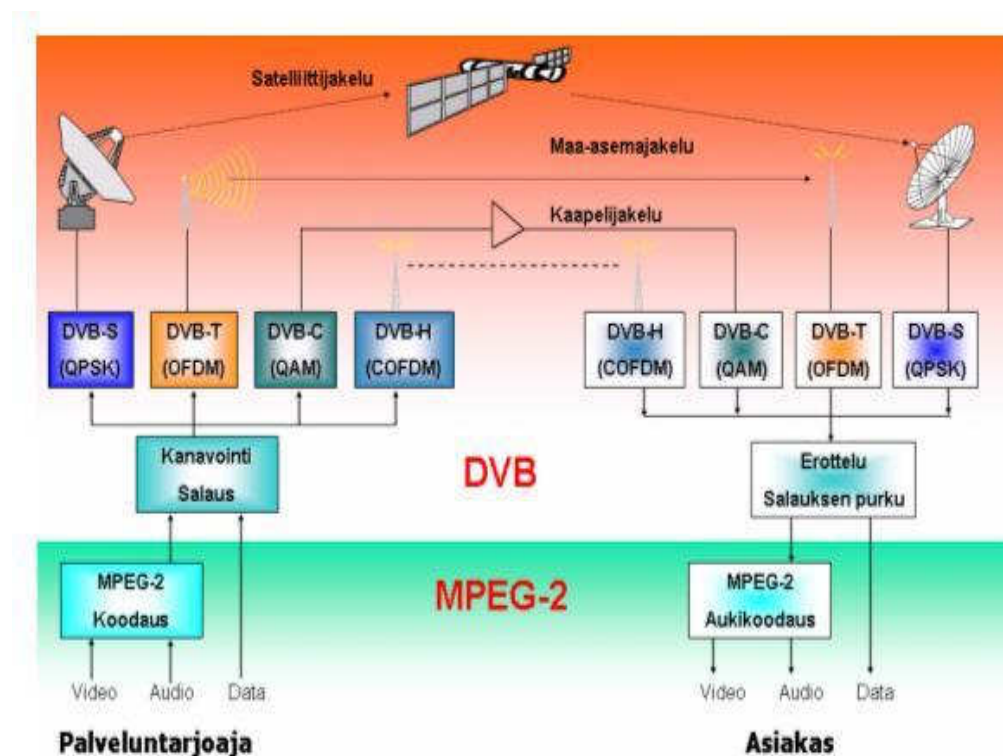 Satelliittijakelu
Maa-asemajakelu
Kaapelijakelu
DVB-S
(QPSK)
DVB-T
(OFDM)
DVB-C
(QAM)
DVB-H
(COFDM)
DVB-H
(COFDM)
DVB-C
(QAM)
DVB-T
(OFDM)
DVB-S
(QPSK)
Kanavointi
Salaus
DVB
Erottelu
Salauksen purku
MPEG-2
Koodaus
MPEG-2
MPEG-2
Aukikoodaus
Video
Audio
Data
Video
Audio
Data
Palveluntarjoaja
Asiakas